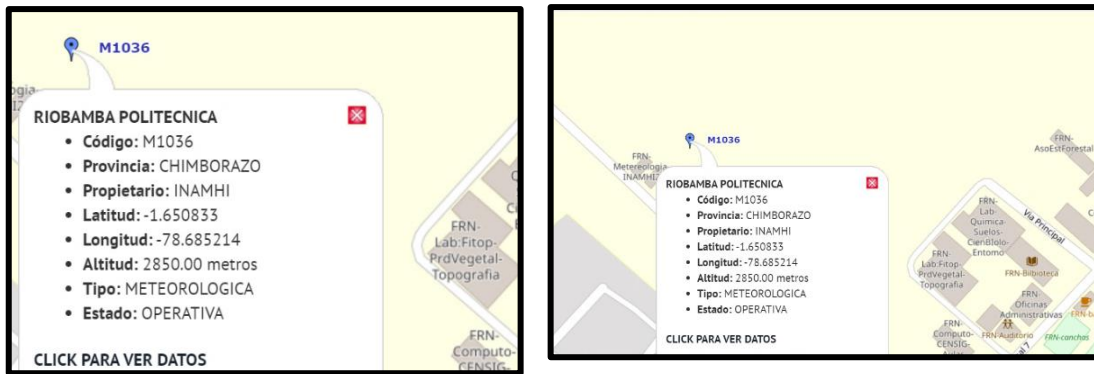 M1036
RIOBAMBA POLITECNICA
• Código: M1036
• Provincia: CHIMBORAZO
• Propietario: INAMHI
• Latitud: -1.650833
• Longitud: -78.685214
• Altitud: 2850.00 metros
• Tipo: METEOROLOGICA
• Estado: OPERATIVA
CLICK PARA VER DATOS
FRN-
Lab:Fitop-
PrdVegetal-
Topografia
FRN-
Computo-
CENSIG-
M1036
FRN-
Metereologia
RIOBAMBA POLITECNICA
• Código: M1036
• Provincia: CHIMBORAZO
• Propietario: INAMHI
• Latitud: -1.650833
• Longitud: -78.685214
• Altitud: 2850.00 metros
• Tipo: METEOROLOGICA
• Estado: OPERATIVA
CLICK PARA VER DATOS
FRN-
AsoEstForestal
Via Principal
FRN-
Lab-
Quimica-
Suelos-
CienBiolo-
Entomo
FRN-Bibioteca
FRN-
Lab:Fitop-
PrdVegetal-
Topografia
FRN-
Oficinas
Administrativas
FRN-
Computo-
CENSIG-
FRN-Auditorio
FRN-canchas